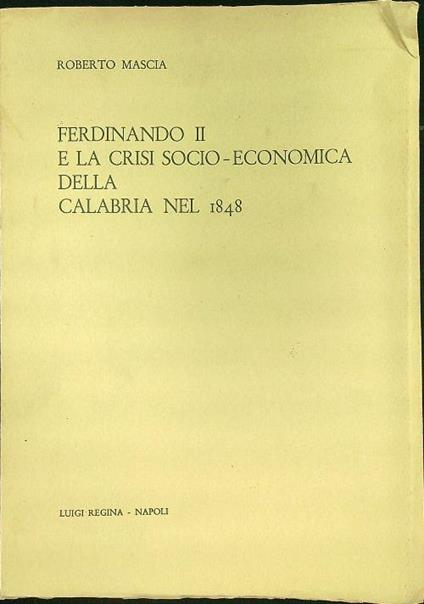 ROBERTO MASCIA
FERDINANDO II
E LA CRISI SOCIO-ECONOMICA
DELLA
CALABRIA NEL 1848
LUIGI REGINA - NAPOLI